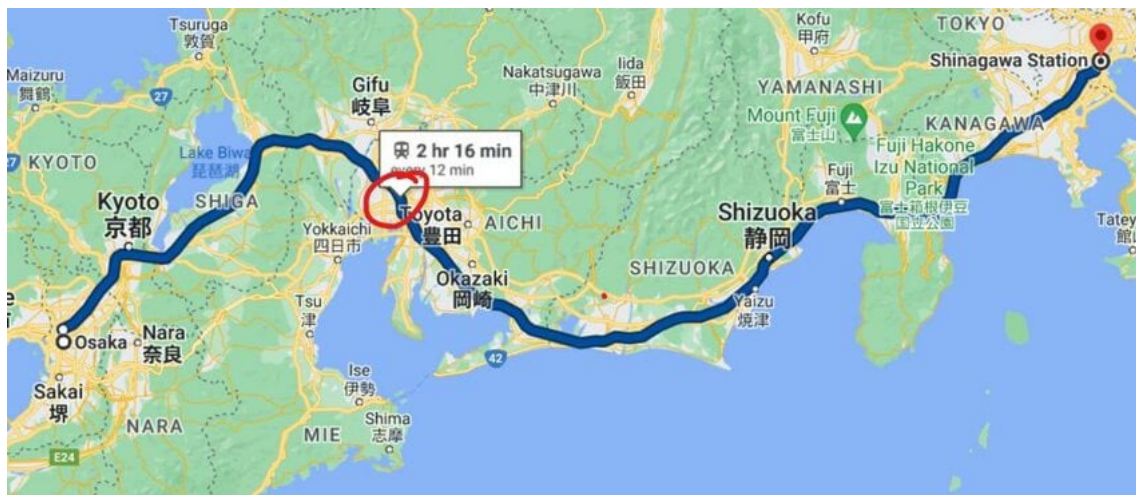 TOKYO
Tsuruga
敦賀
Kofu
甲府
Shinagawa Station
Maizuru
舞鶴
27
Gifu
岐阜
Nakatsugawa
中津川
Iida
飯田
YAMANASHI
Mount Fuji
富士山
KANAGAWA
Lake Biwa
琵琶湖
2 hr 16 min
every 12 min
Fuji Hakone
Izu National
Park
富士箱根伊豆
国立公園
27
KYOTO
Kyoto
京都
SHIGA
Toyota
豊田
AICHI
Fuji
富士
Shizuoka
静岡
Yokkaichi
四日市
Okazaki
岡崎
SHIZUOKA
Yaizu
焼津
Tsu
津
Osaka
Nara
奈良
42
Sakai
堺
Ise
伊勢
NARA
MIE
Shima
志摩
E24